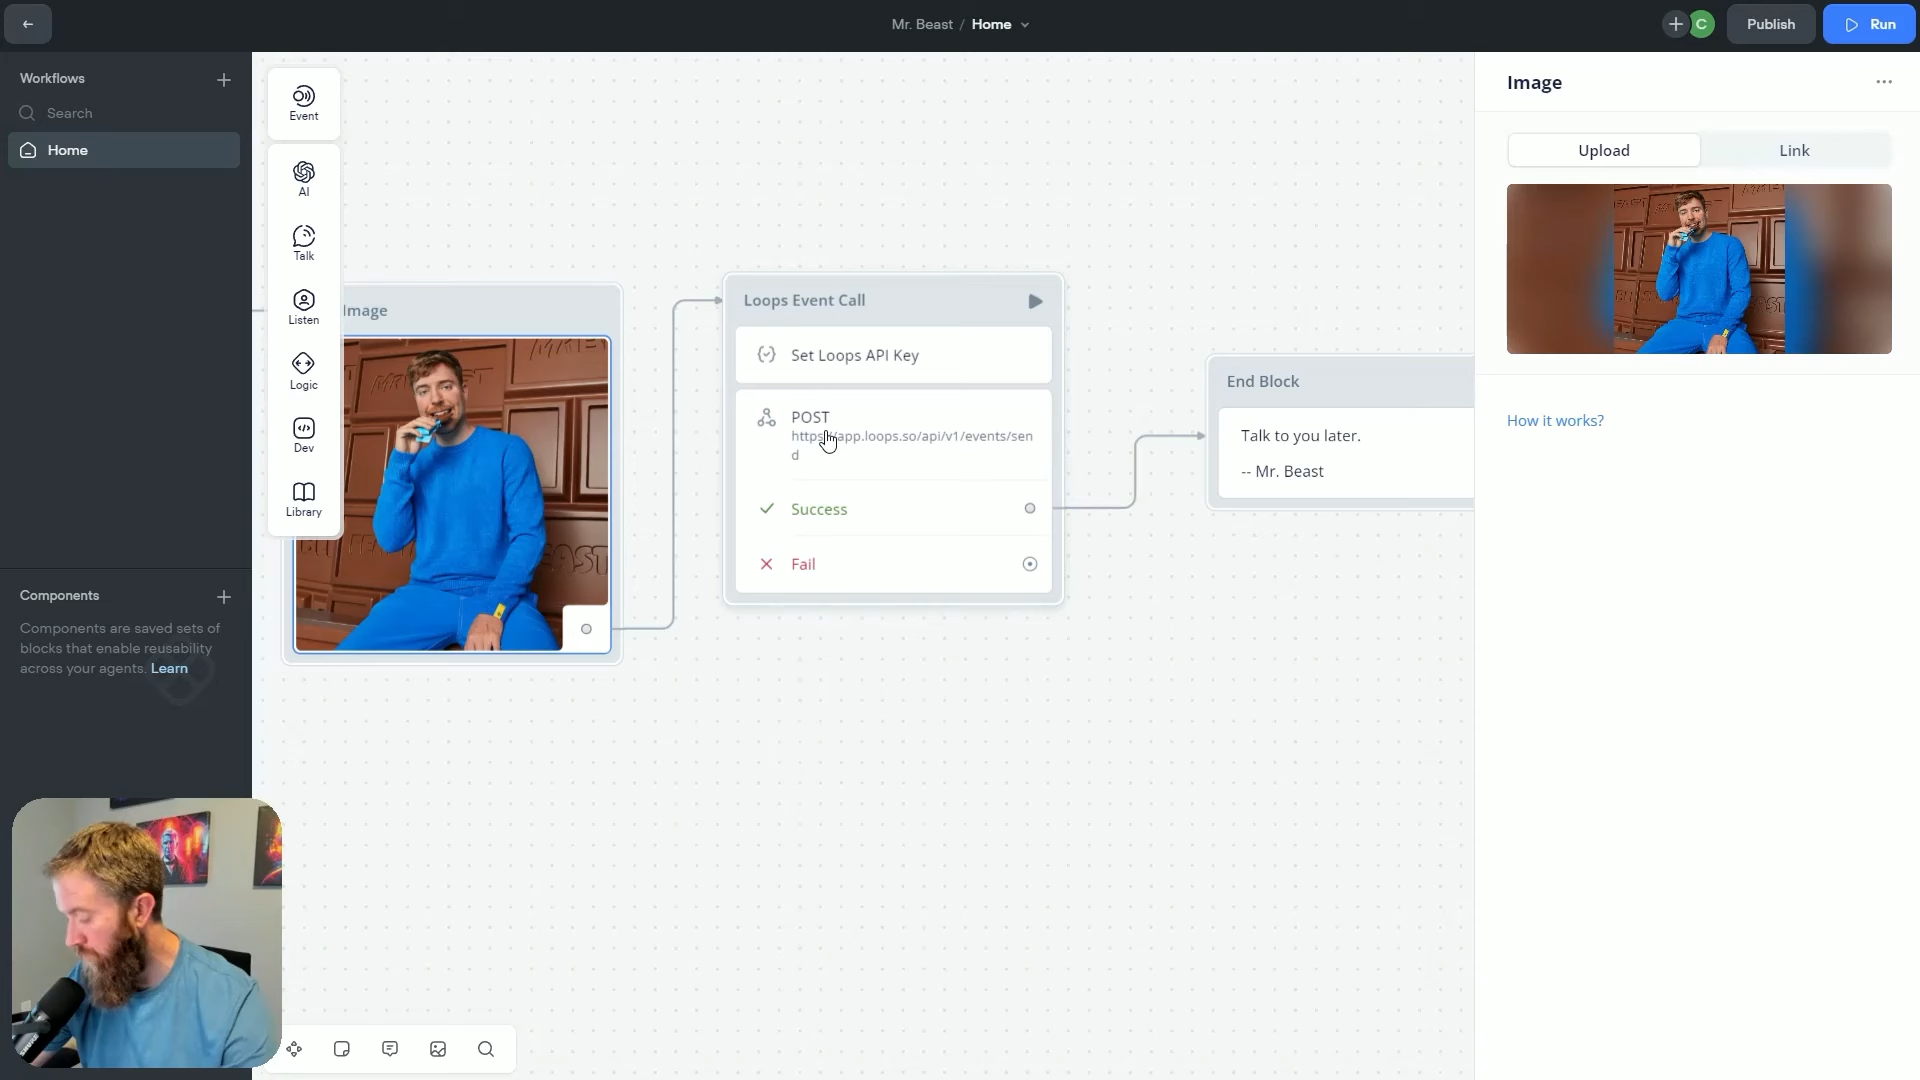 Mr. Beast / Home
C
Publish
Run
Workflows
Search
Home
Components
Components are saved sets of
blocks that enable reusability
across your agents. Learn
Event
AI
Talk
Listen
Logic
Dev
Library
Image
Loops Event Call
Set Loops API Key
POST
https://app.loops.so/api/v1/events/sen
d
Success
Fail
End Block
Talk to you later.
-- Mr. Beast
Image
Upload
Link
How it works?